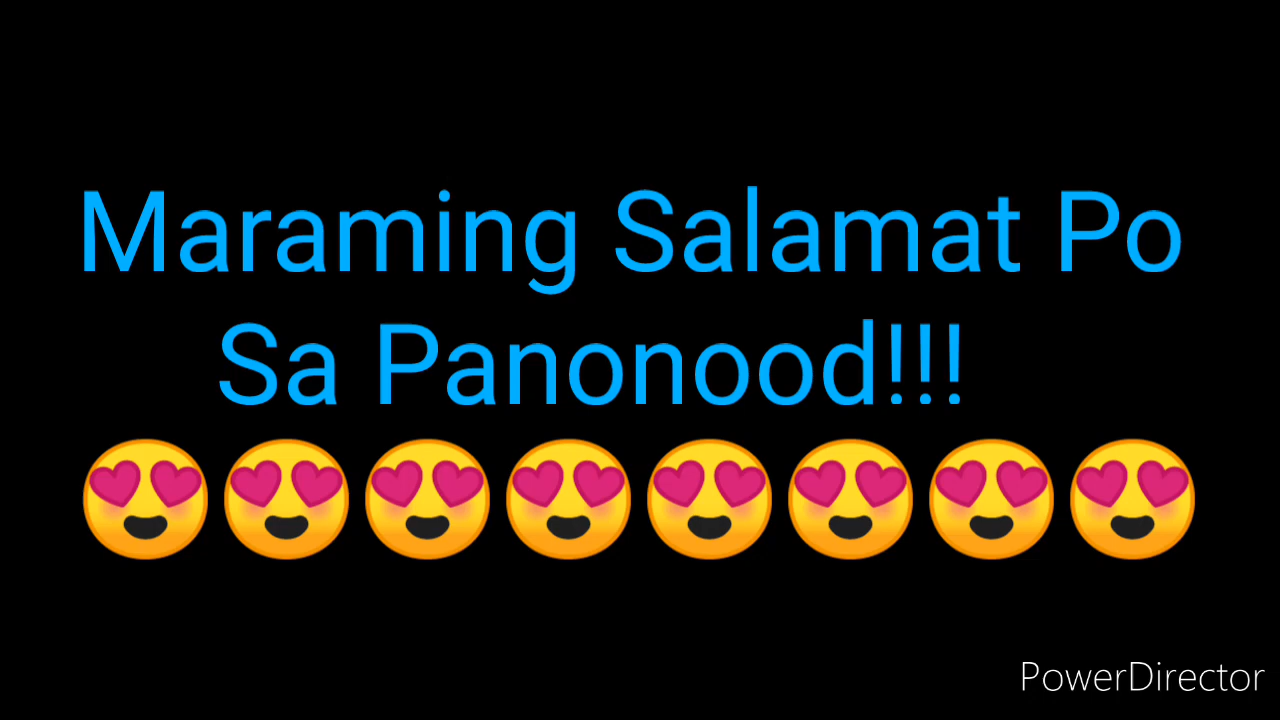 Maraming Salamat Po
Sa Panonood!!!
😍😍😍😍😍😍😍😍
PowerDirector